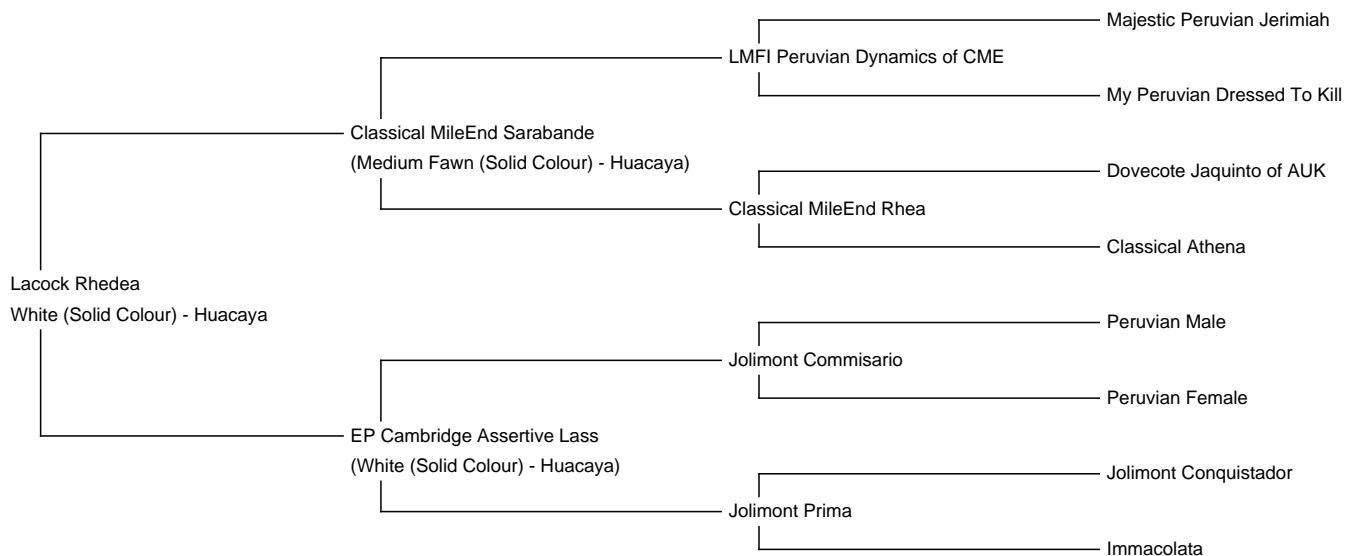 Majestic Peruvian Jerimiah
LMFI Peruvian Dynamics of CME
My Peruvian Dressed To Kill
Classical MileEnd Sarabande
(Medium Fawn (Solid Colour) - Huacaya)
Dovecote Jaquinto of AUK
Classical MileEnd Rhea
Classical Athena
Lacock Rhedea
White (Solid Colour) - Huacaya
Peruvian Male
Jolimont Commisario
Peruvian Female
EP Cambridge Assertive Lass
(White (Solid Colour) - Huacaya)
Jolimont Conquistador
Jolimont Prima
Immacolata